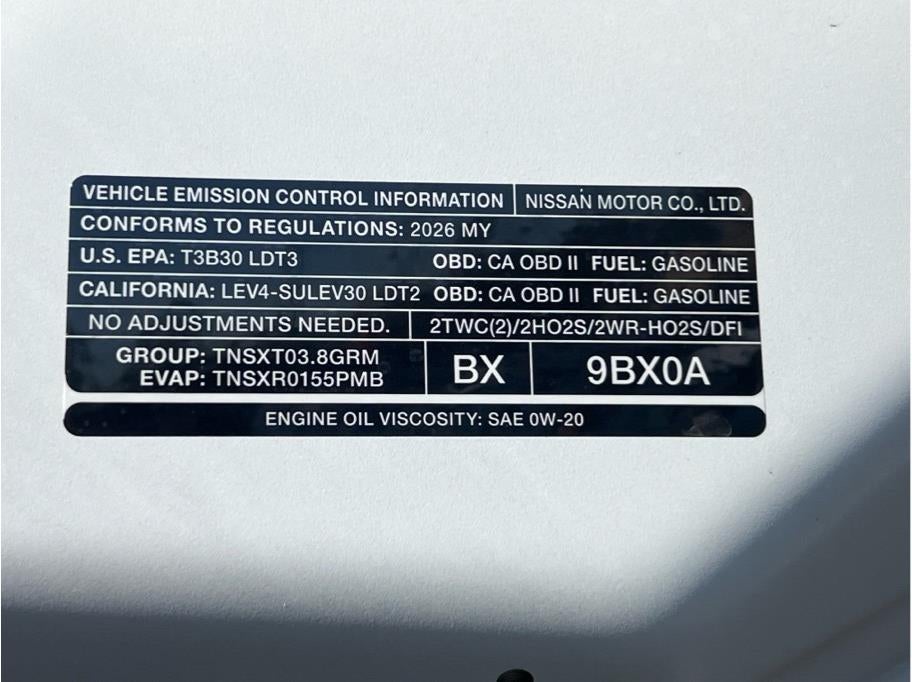 VEHICLE EMISSION CONTROL INFORMATION NISSAN MOTOR CO., LTD.
CONFORMS TO REGULATIONS: 2026 MY
U.S. EPA: T3B30 LDT3 OBD: CA OBD II FUEL: GASOLINE
CALIFORNIA: LEV4-SULEV30 LDT2 OBD: CA OBD II FUEL: GASOLINE
NO ADJUSTMENTS NEEDED. 2TWC(2)/2HO2S/2WR-HO2S/DFI
GROUP: TNSXT03.8GRM
EVAP: TNSXR0155PMB
BX 9BX0A
ENGINE OIL VISCOSITY: SAE 0W-20